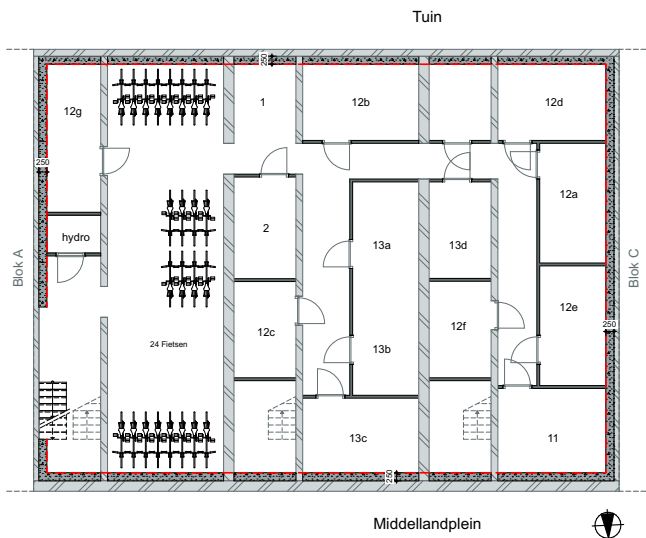 Tuin
250
12g
1
12b
12d
250
12a
hydro
2
13a
13d
Blok A
Blok C
12e
12c
12f
250
24 Fietsen
13b
13c
11
250
Middellandplein